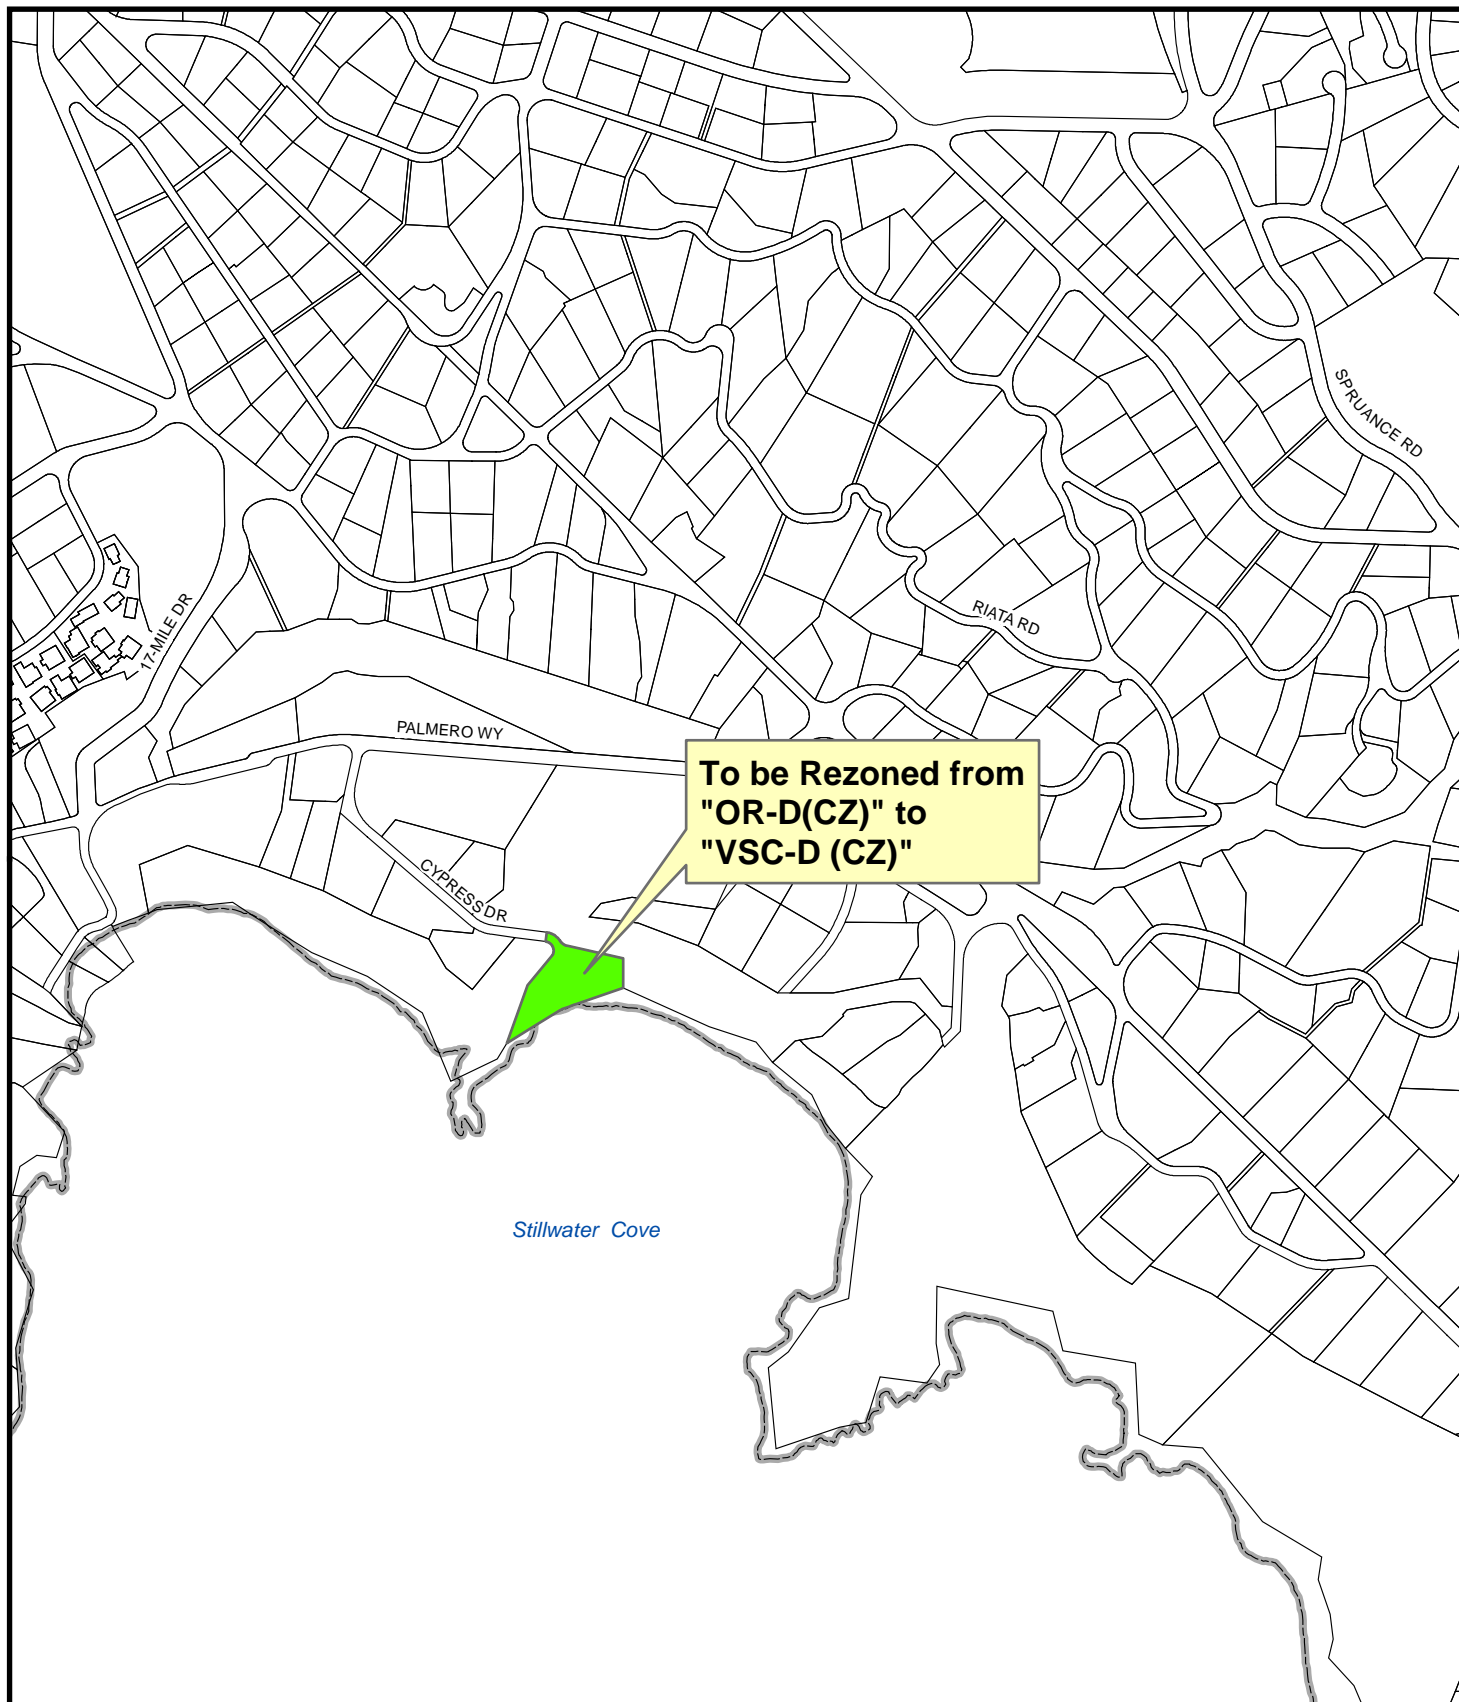 SPRUANCE RD
17-MILE DR
RIATA RD
PALMERO WY
To be Rezoned from
"OR-D(CZ)" to
"VSC-D (CZ)"
CYPRESS DR
Stillwater Cove